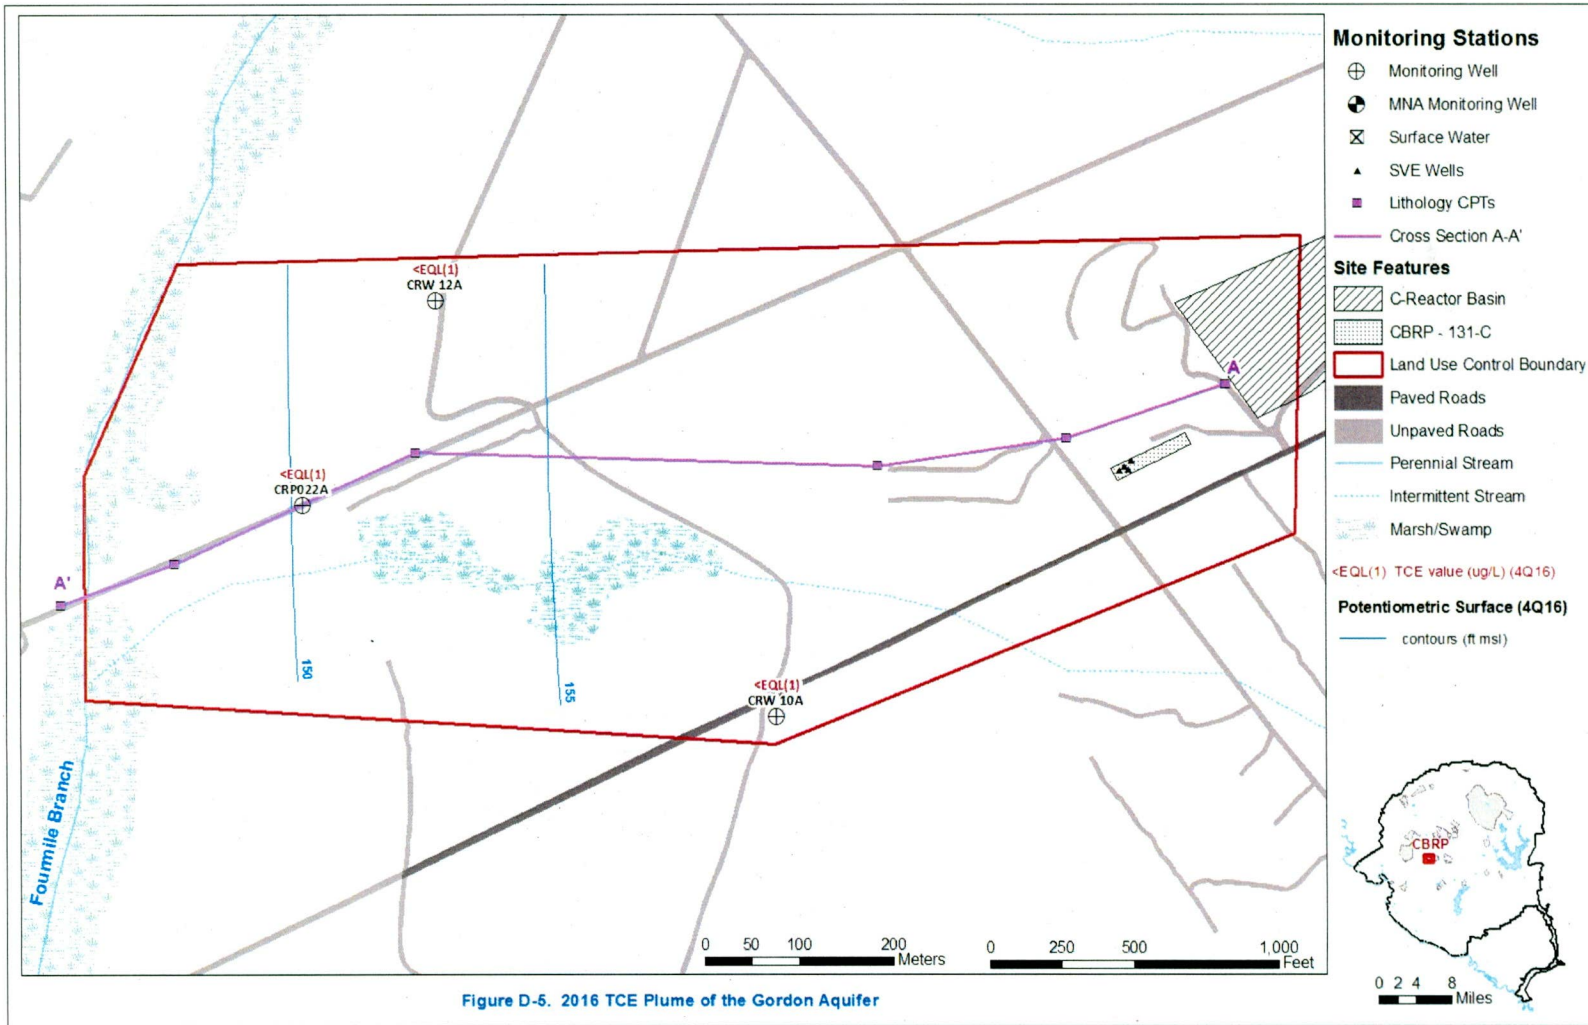 Monitoring Stations
Monitoring Well
MNA Monitoring Well
Surface Water
SVE Wells
Lithology CPTs
Cross Section A-A'
Site Features
C-Reactor Basin
CBRP - 131-C
Land Use Control Boundary
Paved Roads
Unpaved Roads
Perennial Stream
Intermittent Stream
Marsh/Swamp
<EQL(1) TCE value (ug/L) (4Q16)
Potentiometric Surface (4Q16)
contours (ft msl)
<EQL(1)
CRW 12A
A
<EQL(1)
CRP022A
A'
150
155
<EQL(1)
CRW 10A
Fourmile Branch
CBRP
0 50 100 200
Meters
0 250 500 1,000
Feet
0 2 4 8
Miles
Figure D-5. 2016 TCE Plume of the Gordon Aquifer